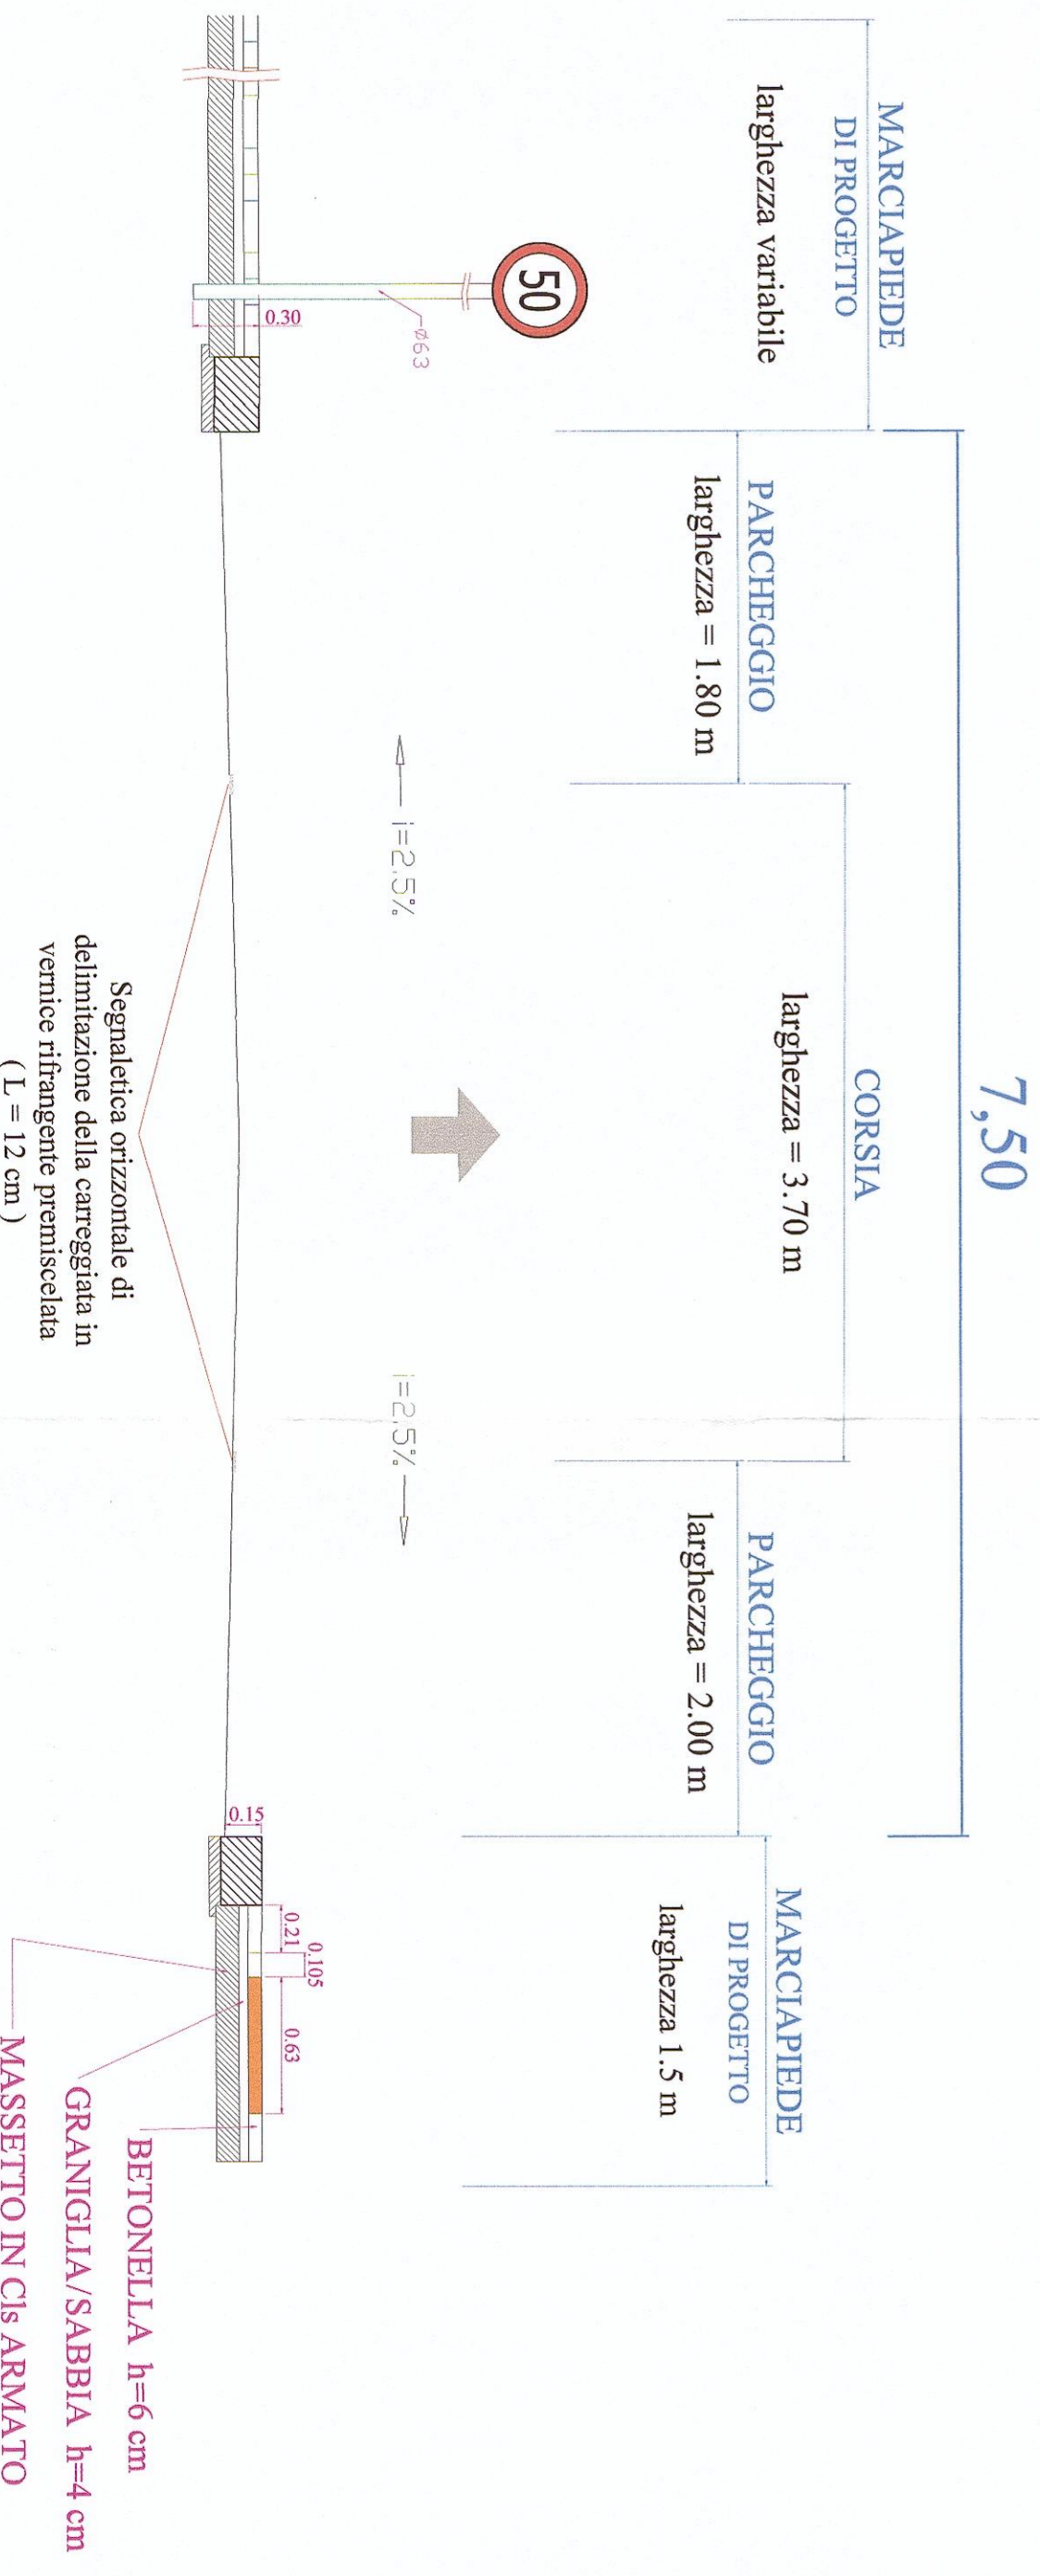 7,50
MARCIAPIEDE
DI PROGETTO
larghezza variabile
PARCHEGGIO
larghezza = 1.80 m
CORSIA
larghezza = 3.70 m
PARCHEGGIO
larghezza = 2.00 m
MARCIAPIEDE
DI PROGETTO
larghezza 1.5 m
50
Ø63
0.30
i=2.5%
i=2.5%
0.15
0.21
0.105
0.63
Segnaletica orizzontale di
delimitazione della carreggiata in
vernice rifrangente premiscelata
( L = 12 cm )
BETONELLA h=6 cm
GRANIGLIA/SABBIA h=4 cm
MASSETTO IN Cls ARMATO